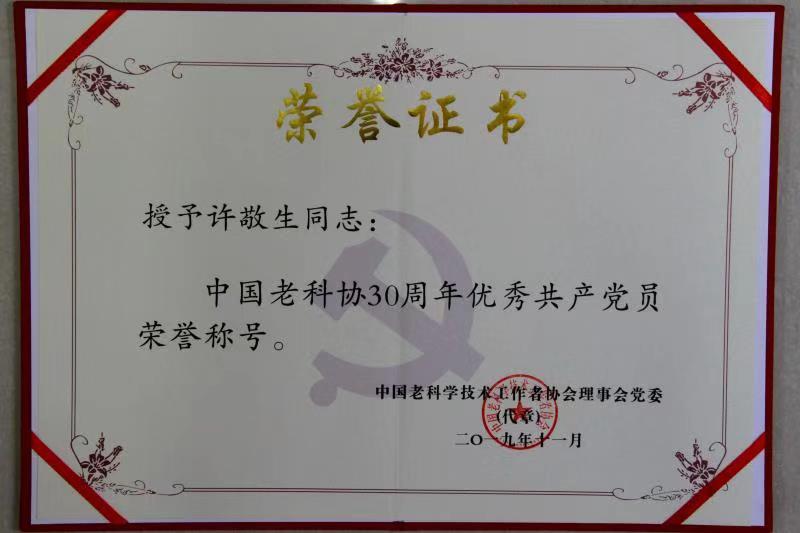 荣誉证书
授予许敬生同志：
中国老科协30周年优秀共产党员
荣誉称号。
中国老科学技术工作者协会理事会党委
（代章）
二〇一九年十一月